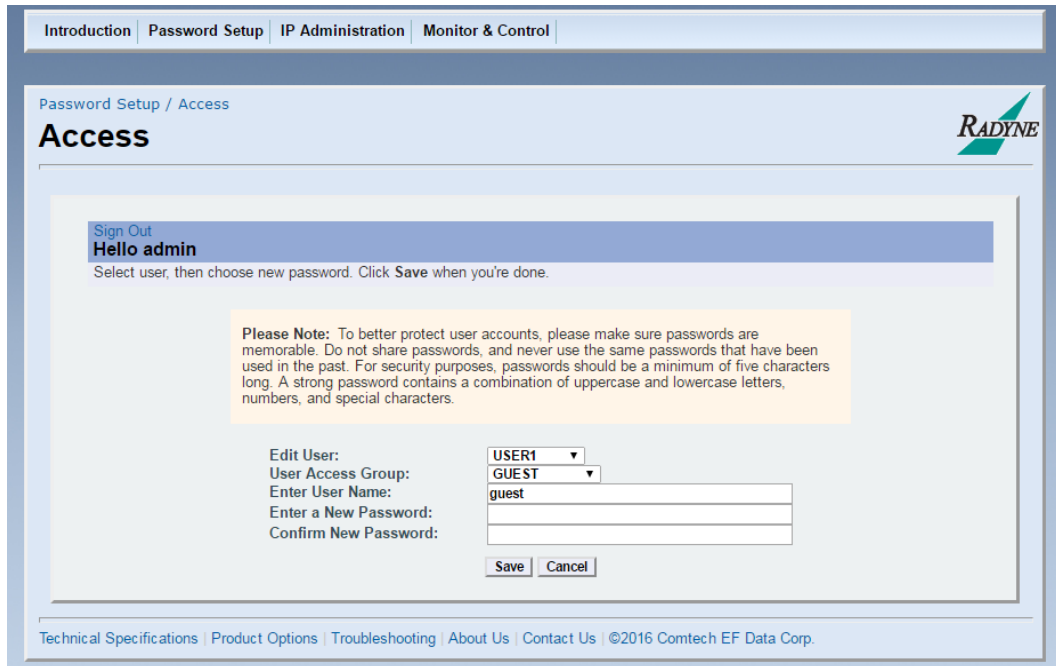 Introduction | Password Setup | IP Administration | Monitor & Control
Password Setup / Access
Access
RADYNE
Sign Out
Hello admin
Select user, then choose new password. Click Save when you're done.
Please Note: To better protect user accounts, please make sure passwords are
memorable. Do not share passwords, and never use the same passwords that have been
used in the past. For security purposes, passwords should be a minimum of five characters
long. A strong password contains a combination of uppercase and lowercase letters,
numbers, and special characters.
Edit User: USER1
User Access Group: GUEST
Enter User Name: guest
Enter a New Password:
Confirm New Password:
Save Cancel
Technical Specifications | Product Options | Troubleshooting | About Us | Contact Us | ©2016 Comtech EF Data Corp.